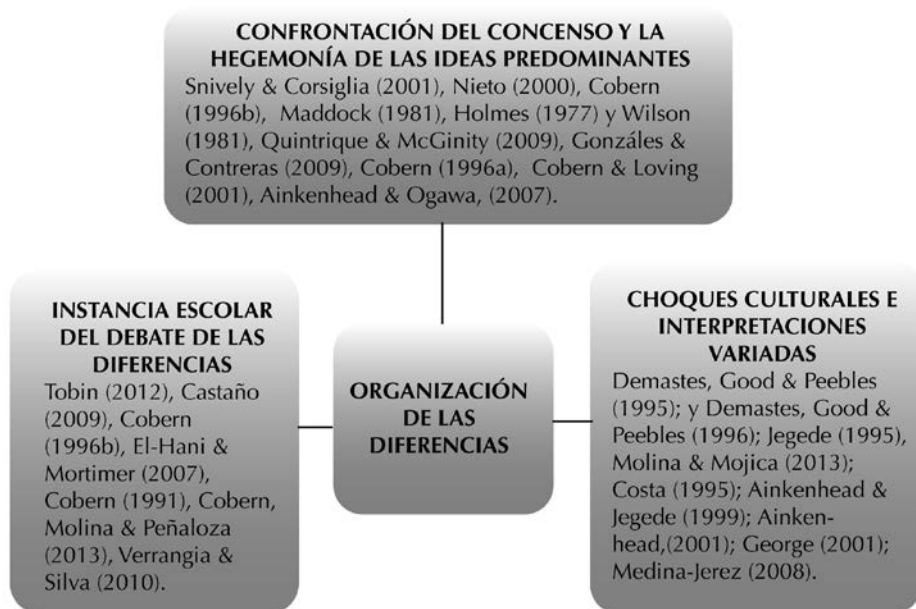 CONFRONTACIÓN DEL CONCENSO Y LA
HEGEMONÍA DE LAS IDEAS PREDOMINANTES
Snively & Corsiglia (2001), Nieto (2000), Cobern
(1996b), Maddock (1981), Holmes (1977) y Wilson
(1981), Quintrique & McGinity (2009), Gonzáles &
Contreras (2009), Cobern (1996a), Cobern & Loving
(2001), Ainkenhead & Ogawa, (2007).
INSTANCIA ESCOLAR
DEL DEBATE DE LAS
DIFERENCIAS
Tobin (2012), Castaño
(2009), Cobern
(1996b), El-Hani &
Mortimer (2007),
Cobern (1991), Cobern,
Molina & Peñaloza
(2013), Verrangia &
Silva (2010).
ORGANIZACIÓN
DE LAS
DIFERENCIAS
CHOQUES CULTURALES E
INTERPRETACIONES
VARIADAS
Demastes, Good & Peebles
(1995); y Demastes, Good &
Peebles (1996); Jegede (1995),
Molina & Mojica (2013);
Costa (1995); Ainkenhead &
Jegede (1999); Ainken-
head,(2001); George (2001);
Medina-Jerez (2008).